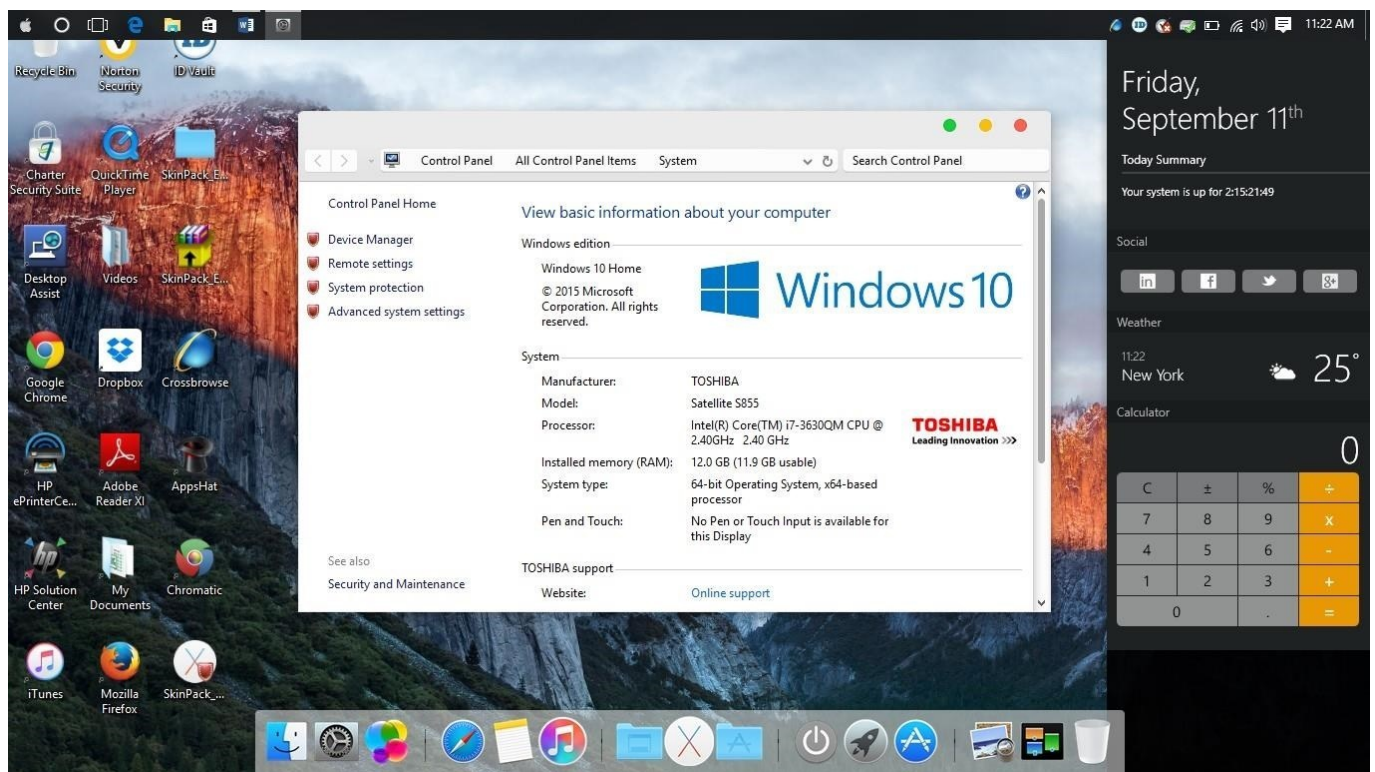 11:22 AM
Recycle Bin
Norton
Security
ID Vault
Charter
Security Suite
QuickTime
Player
SkinPack_E...
Desktop
Assist
Videos
SkinPack_E...
Google
Chrome
Dropbox
Crossbrowse
HP
ePrinterCe...
Adobe
Reader XI
AppsHat
HP Solution
Center
My
Documents
Chromatic
iTunes
Mozilla
Firefox
SkinPack_...
Control Panel All Control Panel Items System
Search Control Panel
Control Panel Home
Device Manager
Remote settings
System protection
Advanced system settings
See also
Security and Maintenance
View basic information about your computer
Windows edition
Windows 10 Home
© 2015 Microsoft
Corporation. All rights
reserved.
Windows 10
System
Manufacturer: TOSHIBA
Model: Satellite S855
Processor: Intel(R) Core(TM) i7-3630QM CPU @
2.40GHz 2.40 GHz
Installed memory (RAM): 12.0 GB (11.9 GB usable)
System type: 64-bit Operating System, x64-based
processor
Pen and Touch: No Pen or Touch Input is available for
this Display
TOSHIBA
Leading Innovation >>>
TOSHIBA support
Website: Online support
Friday,
September 11th
Today Summary
Your system is up for 2:15:21:49
Social
in f 8+
Weather
11:22
New York
25°
Calculator
0
C ± % ÷
7 8 9 x
4 5 6 -
1 2 3 +
0 . =